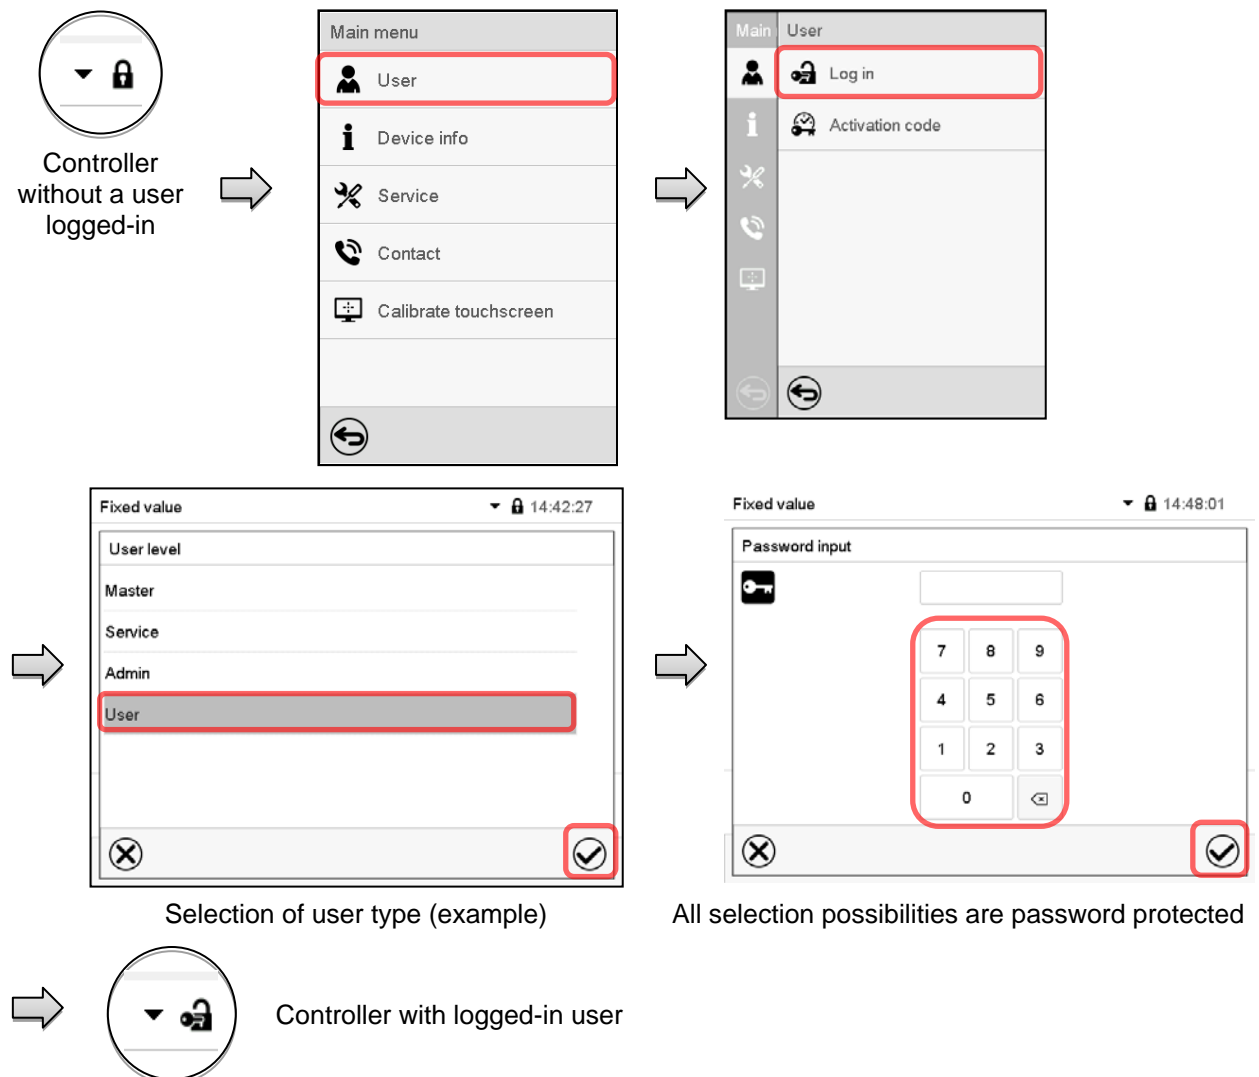 Controller
without a user
logged-in
Main menu
User
Device info
Service
Contact
Calibrate touchscreen
Main
User
Log in
Activation code
Fixed value
14:42:27
User level
Master
Service
Admin
User
Selection of user type (example)
Fixed value
14:48:01
Password input
7 8 9
4 5 6
1 2 3
0
All selection possibilities are password protected
Controller with logged-in user